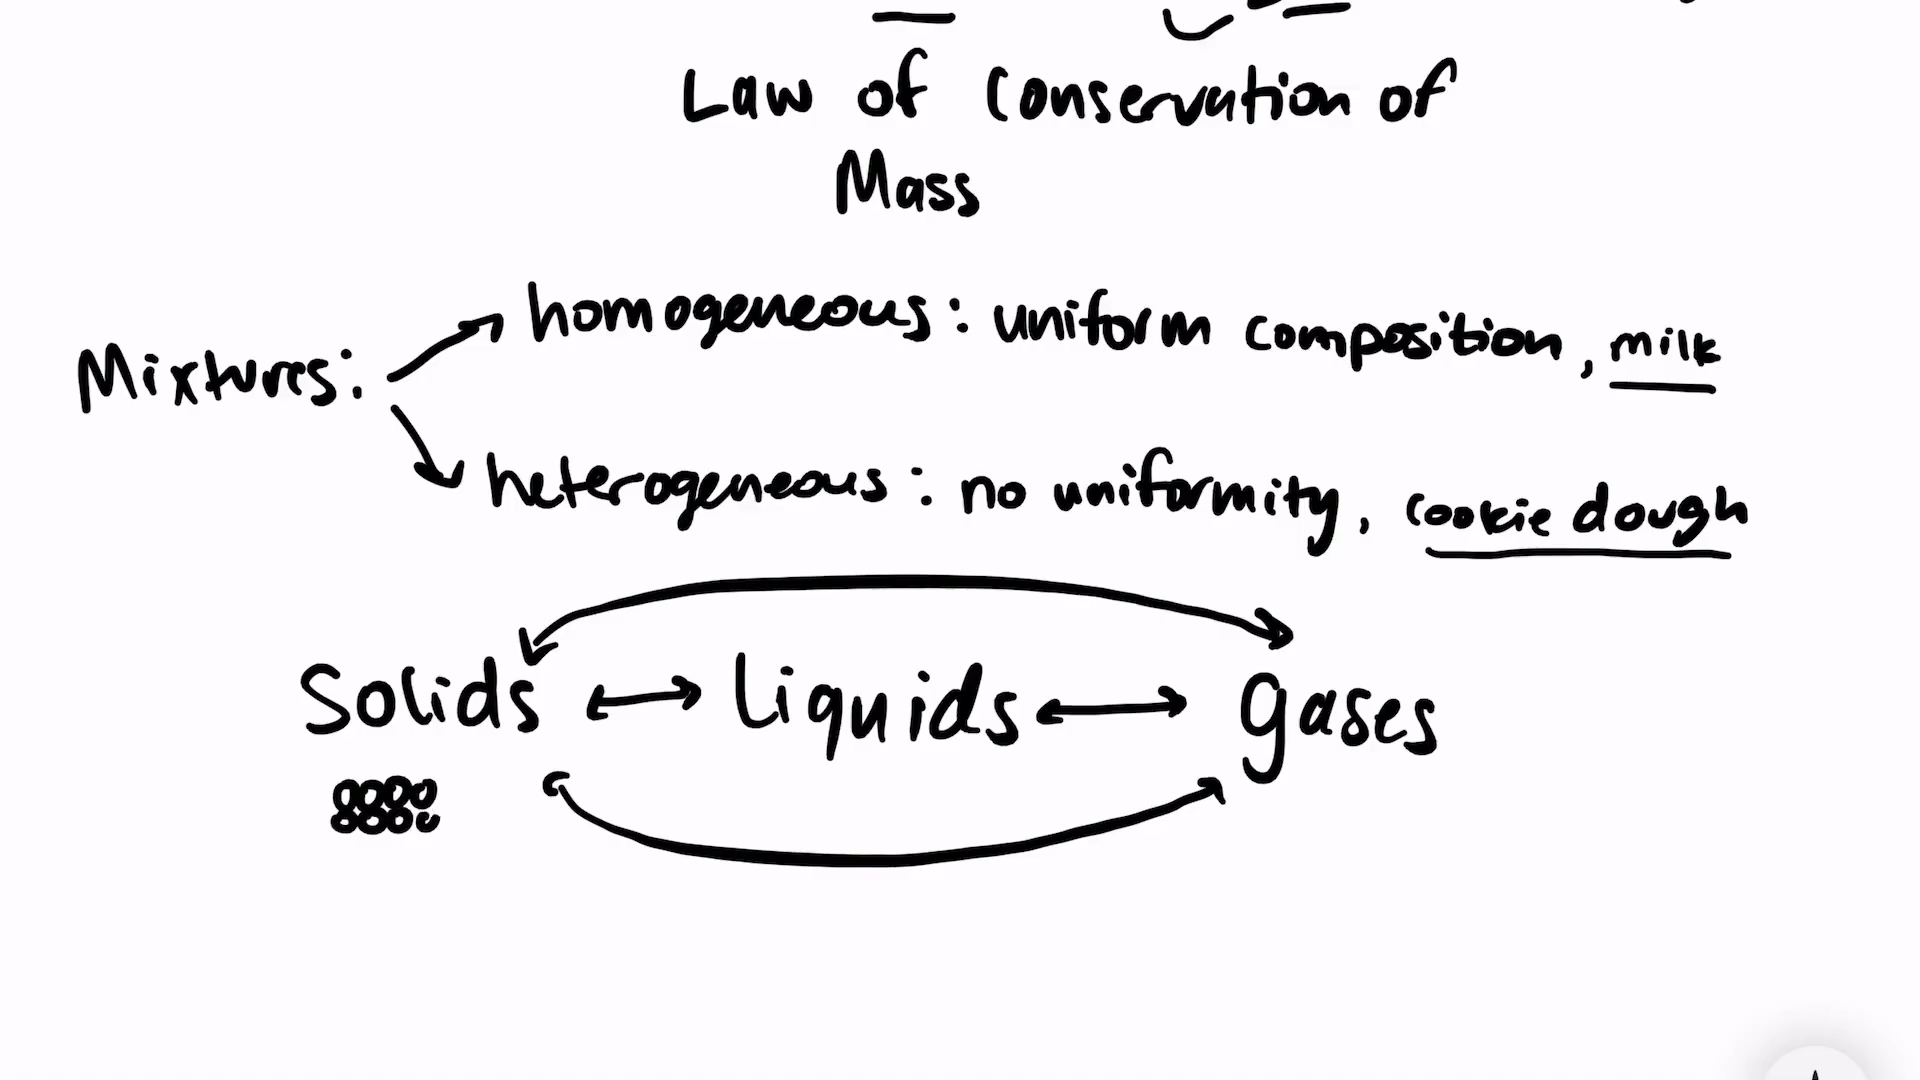 Law of Conservation of
Mass
Mixtures:
homogeneous: uniform composition, milk
heterogeneous: no uniformity, cookie dough
Solids Liquids gases